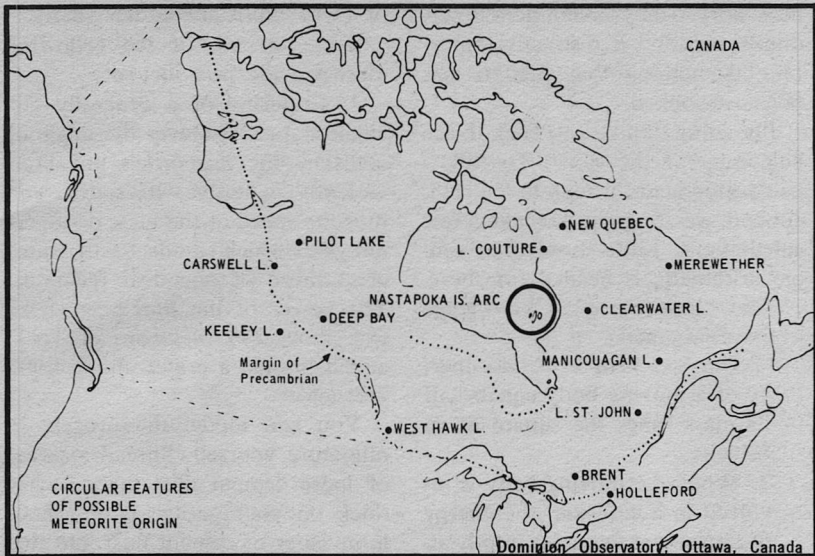 CANADA
NEW QUEBEC
PILOT LAKE
COUTURE
CARSWELL L.
MEREWETHER
NASTAPOKA IS. ARC
CLEARWATER L.
DEEP BAY
KEELEY L.
MANICOUAGAN L.
Margin of
Precambrian
L. ST. JOHN
WEST HAWK L.
BRENT
CIRCULAR FEATURES
OF POSSIBLE
METEORITE ORIGIN
HOLLEFORD
Dominion Observatory, Ottawa, Canada